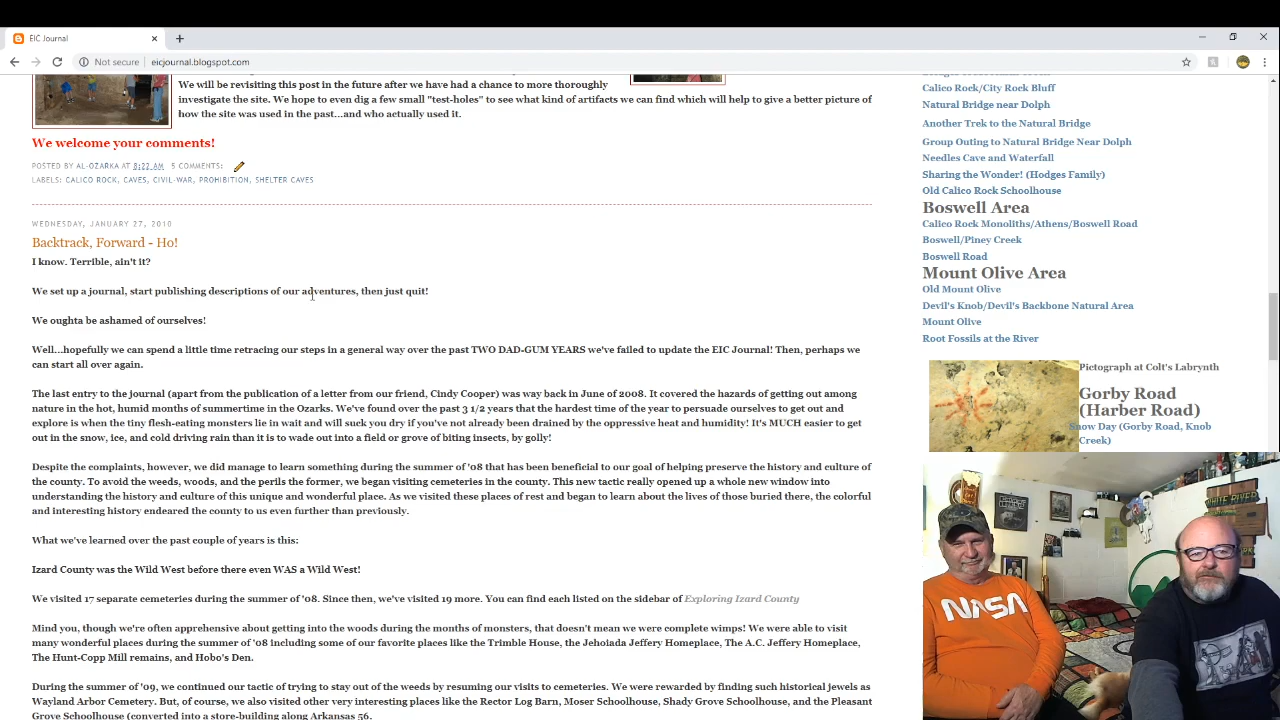 EIC Journal
Not secure | eicjournal.blogspot.com
We will be revisiting this post in the future after we have had a chance to more thoroughly
investigate the site. We hope to even dig a few small "test-holes" to see what kind of artifacts we can find which will help to give a better picture of
how the site was used in the past...and who actually used it.
We welcome your comments!
POSTED BY AL-OZARKA AT 8:22 AM 5 COMMENTS:
LABELS: CALICO ROCK, CAVES, CIVIL-WAR, PROHIBITION, SHELTER CAVES
WEDNESDAY, JANUARY 27, 2010
Backtrack, Forward - Ho!
I know. Terrible, ain't it?
We set up a journal, start publishing descriptions of our adventures, then just quit!
We oughta be ashamed of ourselves!
Well...hopefully we can spend a little time retracing our steps in a general way over the past TWO DAD-GUM YEARS we've failed to update the EIC Journal! Then, perhaps we
can start all over again.
The last entry to the journal (apart from the publication of a letter from our friend, Cindy Cooper) was way back in June of 2008. It covered the hazards of getting out among
nature in the hot, humid months of summertime in the Ozarks. We've found over the past 3 1/2 years that the hardest time of the year to persuade ourselves to get out and
explore is when the tiny flesh-eating monsters lie in wait and will suck you dry if you've not already been drained by the oppressive heat and humidity! It's MUCH easier to get
out in the snow, ice, and cold driving rain than it is to wade out into a field or grove of biting insects, by golly!
Despite the complaints, however, we did manage to learn something during the summer of '08 that has been beneficial to our goal of helping preserve the history and culture of
the county. To avoid the weeds, woods, and the perils the former, we began visiting cemeteries in the county. This new tactic really opened up a whole new window into
understanding the history and culture of this unique and wonderful place. As we visited these places of rest and began to learn about the lives of those buried there, the colorful
and interesting history endeared the county to us even further than previously.
What we've learned over the past couple of years is this:
Izard County was the Wild West before there even WAS a Wild West!
We visited 17 separate cemeteries during the summer of '08. Since then, we've visited 19 more. You can find each listed on the sidebar of Exploring Izard County
Mind you, though we're often apprehensive about getting into the woods during the months of monsters, that doesn't mean we were complete wimps! We were able to visit
many wonderful places during the summer of '08 including some of our favorite places like the Trimble House, the Jehoiada Jeffery Homeplace, The A.C. Jeffery Homeplace,
The Hunt-Copp Mill remains, and Hobo's Den.
During the summer of '09, we continued our tactic of trying to stay out of the weeds by resuming our visits to cemeteries. We were rewarded by finding such historical jewels as
Wayland Arbor Cemetery. But, of course, we also visited other very interesting places like the Rector Log Barn, Moser Schoolhouse, Shady Grove Schoolhouse, and the Pleasant
Grove Schoolhouse (converted into a store-building along Arkansas 56.
Calico Rock/City Rock Bluff
Natural Bridge near Dolph
Another Trek to the Natural Bridge
Group Outing to Natural Bridge Near Dolph
Needles Cave and Waterfall
Sharing the Wonder! (Hodges Family)
Old Calico Rock Schoolhouse
Boswell Area
Calico Rock Monoliths/Athens/Boswell Road
Boswell/Piney Creek
Boswell Road
Mount Olive Area
Old Mount Olive
Devil's Knob/Devil's Backbone Natural Area
Mount Olive
Root Fossils at the River
Pictograph at Colt's Labrynth
Gorby Road
(Harber Road)
Snow Day (Gorby Road, Knob
Creek)
WHITE RIVER
NASA